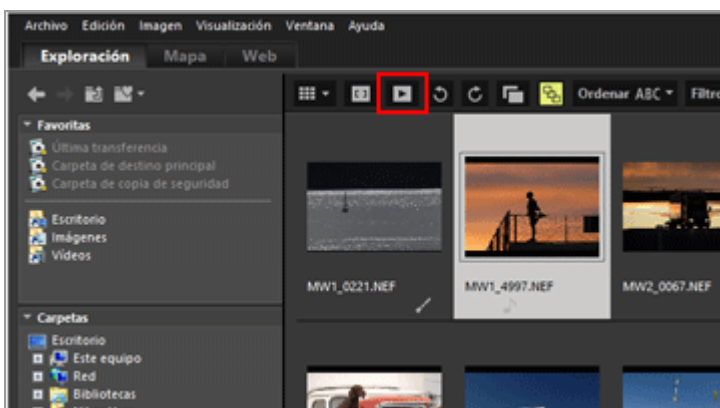 Archivo Edición Imagen Visualización Ventana Ayuda
Exploración Mapa Web
Ordenar ABC Filtro
Favoritas
Última transferencia
Carpeta de destino principal
Carpeta de copia de seguridad
Escritorio
Imágenes
Vídeos
MW1_0221.NEF MW1_4997.NEF MW2_0067.NEF
Carpetas
Escritorio
Este equipo
Red
Bibliotecas